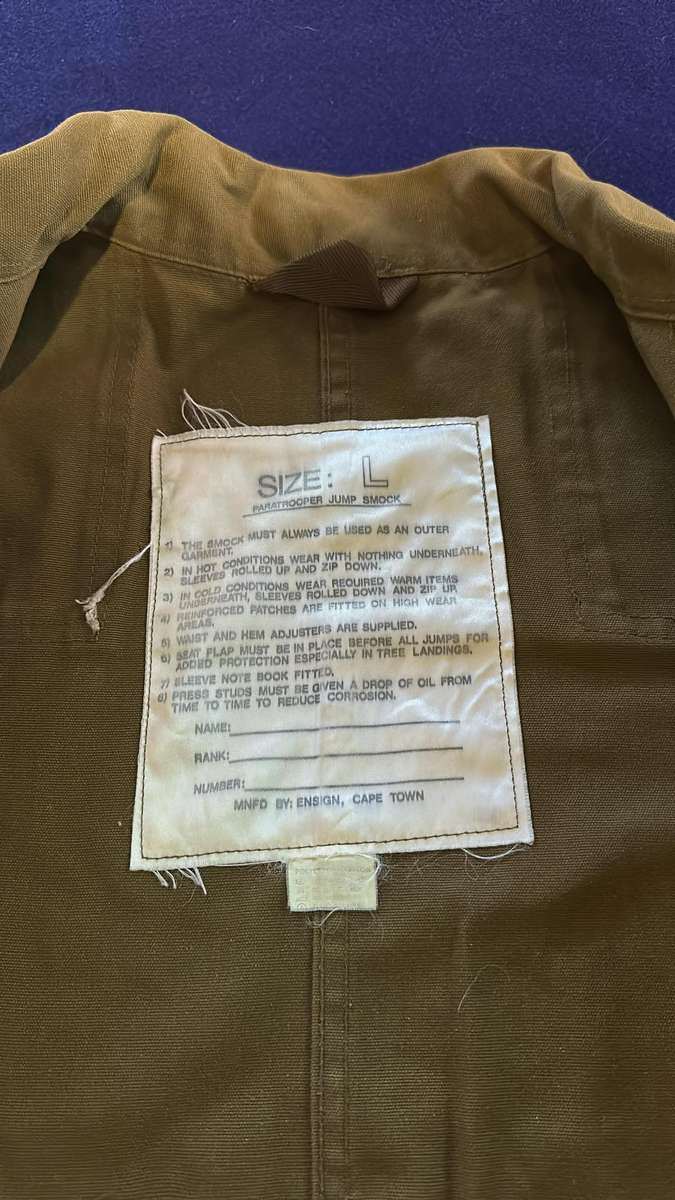 SIZE: L
PARATROOPER JUMP SMOCK
1) THE SMOCK MUST ALWAYS BE USED AS AN OUTER
GARMENT.
2) IN HOT CONDITIONS WEAR WITH NOTHING UNDERNEATH,
SLEEVES ROLLED UP AND ZIP DOWN.
3) IN COLD CONDITIONS WEAR REQUIRED WARM ITEMS
UNDERNEATH, SLEEVES ROLLED DOWN AND ZIP UP.
4) REINFORCED PATCHES ARE FITTED ON HIGH WEAR
AREAS.
5) WAIST AND HEM ADJUSTERS ARE SUPPLIED.
6) SEAT FLAP MUST BE IN PLACE BEFORE ALL JUMPS FOR
ADDED PROTECTION ESPECIALLY IN TREE LANDINGS.
7) SLEEVE NOTE BOOK FITTED.
8) PRESS STUDS MUST BE GIVEN A DROP OF OIL FROM
TIME TO TIME TO REDUCE CORROSION.
NAME:
RANK:
NUMBER:
MNFD BY: ENSIGN, CAPE TOWN